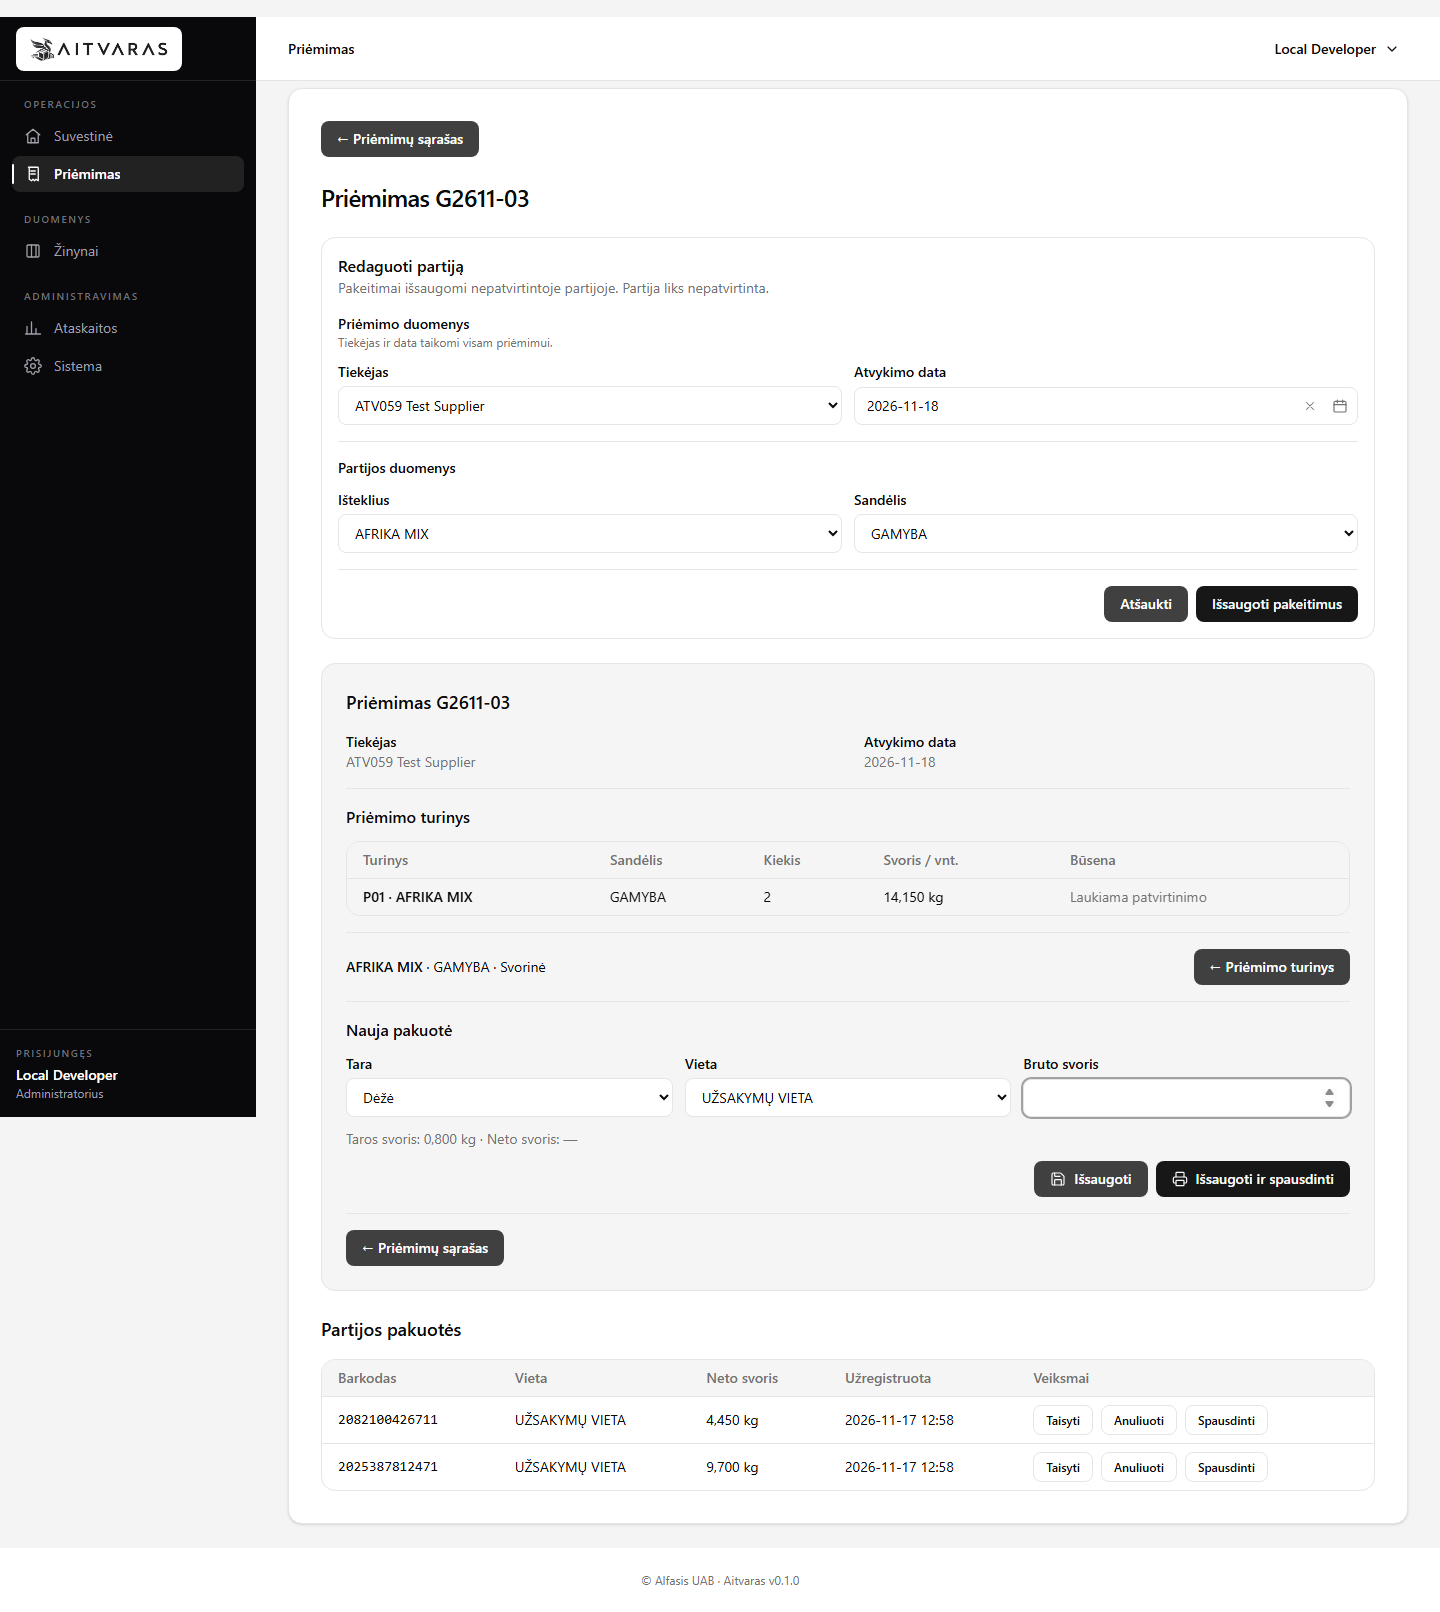 AITVARAS
Priėmimas
Local Developer
OPERACIJOS
Suvestinė
Priėmimas
DUOMENYS
Žinynai
ADMINISTRAVIMAS
Ataskaitos
Sistema
PRISIJUNGĘS
Local Developer
Administratorius
← Priėmimų sąrašas
Priėmimas G2611-03
Redaguoti partiją
Pakeitimai išsaugomi nepatvirtintoje partijoje. Partija liks nepatvirtinta.
Priėmimo duomenys
Tiekėjas ir data taikomi visam priėmimui.
Tiekėjas Atvykimo data
ATV059 Test Supplier 2026-11-18
Partijos duomenys
Išteklius Sandėlis
AFRIKA MIX GAMYBA
Atšaukti Išsaugoti pakeitimus
Priėmimas G2611-03
Tiekėjas Atvykimo data
ATV059 Test Supplier 2026-11-18
Priėmimo turinys
Turinys Sandėlis Kiekis Svoris / vnt. Būsena
P01 · AFRIKA MIX GAMYBA 2 14,150 kg Laukiama patvirtinimo
AFRIKA MIX · GAMYBA · Svorinė ← Priėmimo turinys
Nauja pakuotė
Tara Vieta Bruto svoris
Dėžė UŽSAKYMŲ VIETA
Taros svoris: 0,800 kg · Neto svoris: —
Išsaugoti Išsaugoti ir spausdinti
← Priėmimų sąrašas
Partijos pakuotės
Barkodas Vieta Neto svoris Užregistruota Veiksmai
2082100426711 UŽSAKYMŲ VIETA 4,450 kg 2026-11-17 12:58 Taisyti Anuliuoti Spausdinti
2025387812471 UŽSAKYMŲ VIETA 9,700 kg 2026-11-17 12:58 Taisyti Anuliuoti Spausdinti
© Alfasis UAB · Aitvaras v0.1.0